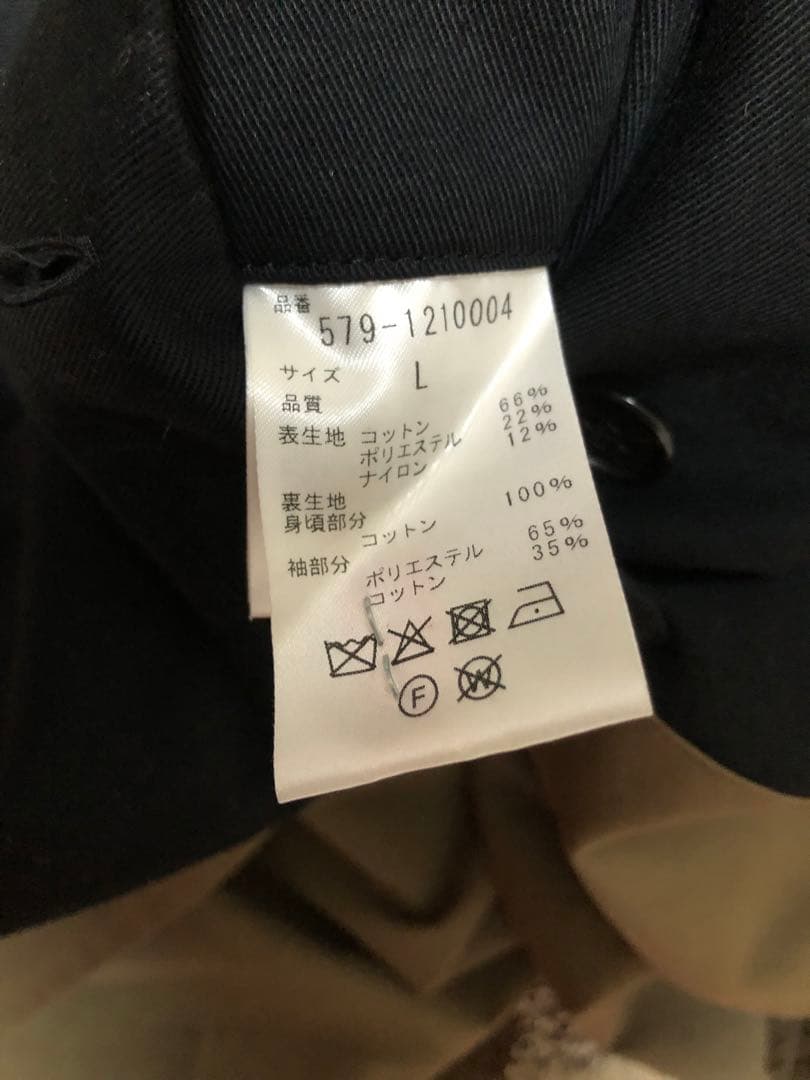 品番
579-1210004
サイズ L
品質
表生地 コットン 66%
ポリエステル 22%
ナイロン 12%
裏生地
身頃部分 コットン 100%
袖部分 ポリエステル 65%
コットン 35%
F W